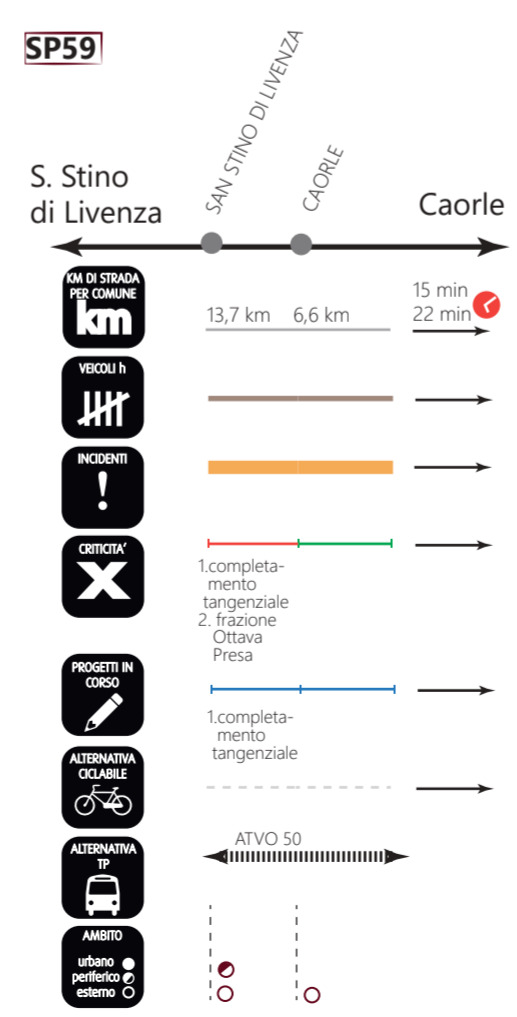 SP59
SAN STINO DI LIVENZA
CAORLE
S. Stino
di Livenza
Caorle
KM DI STRADA
PER COMUNE
km
13,7 km
6,6 km
15 min
22 min
VEICOLI h
INCIDENTI
!
CRITICITA'
X
1.completa-
mento
tangenziale
2. frazione
Ottava
Presa
PROGETTI IN
CORSO
1.completa-
mento
tangenziale
ALTERNATIVA
CICLABILE
ALTERNATIVA
TP
ATVO 50
AMBITO
urbano
periferico
esterno